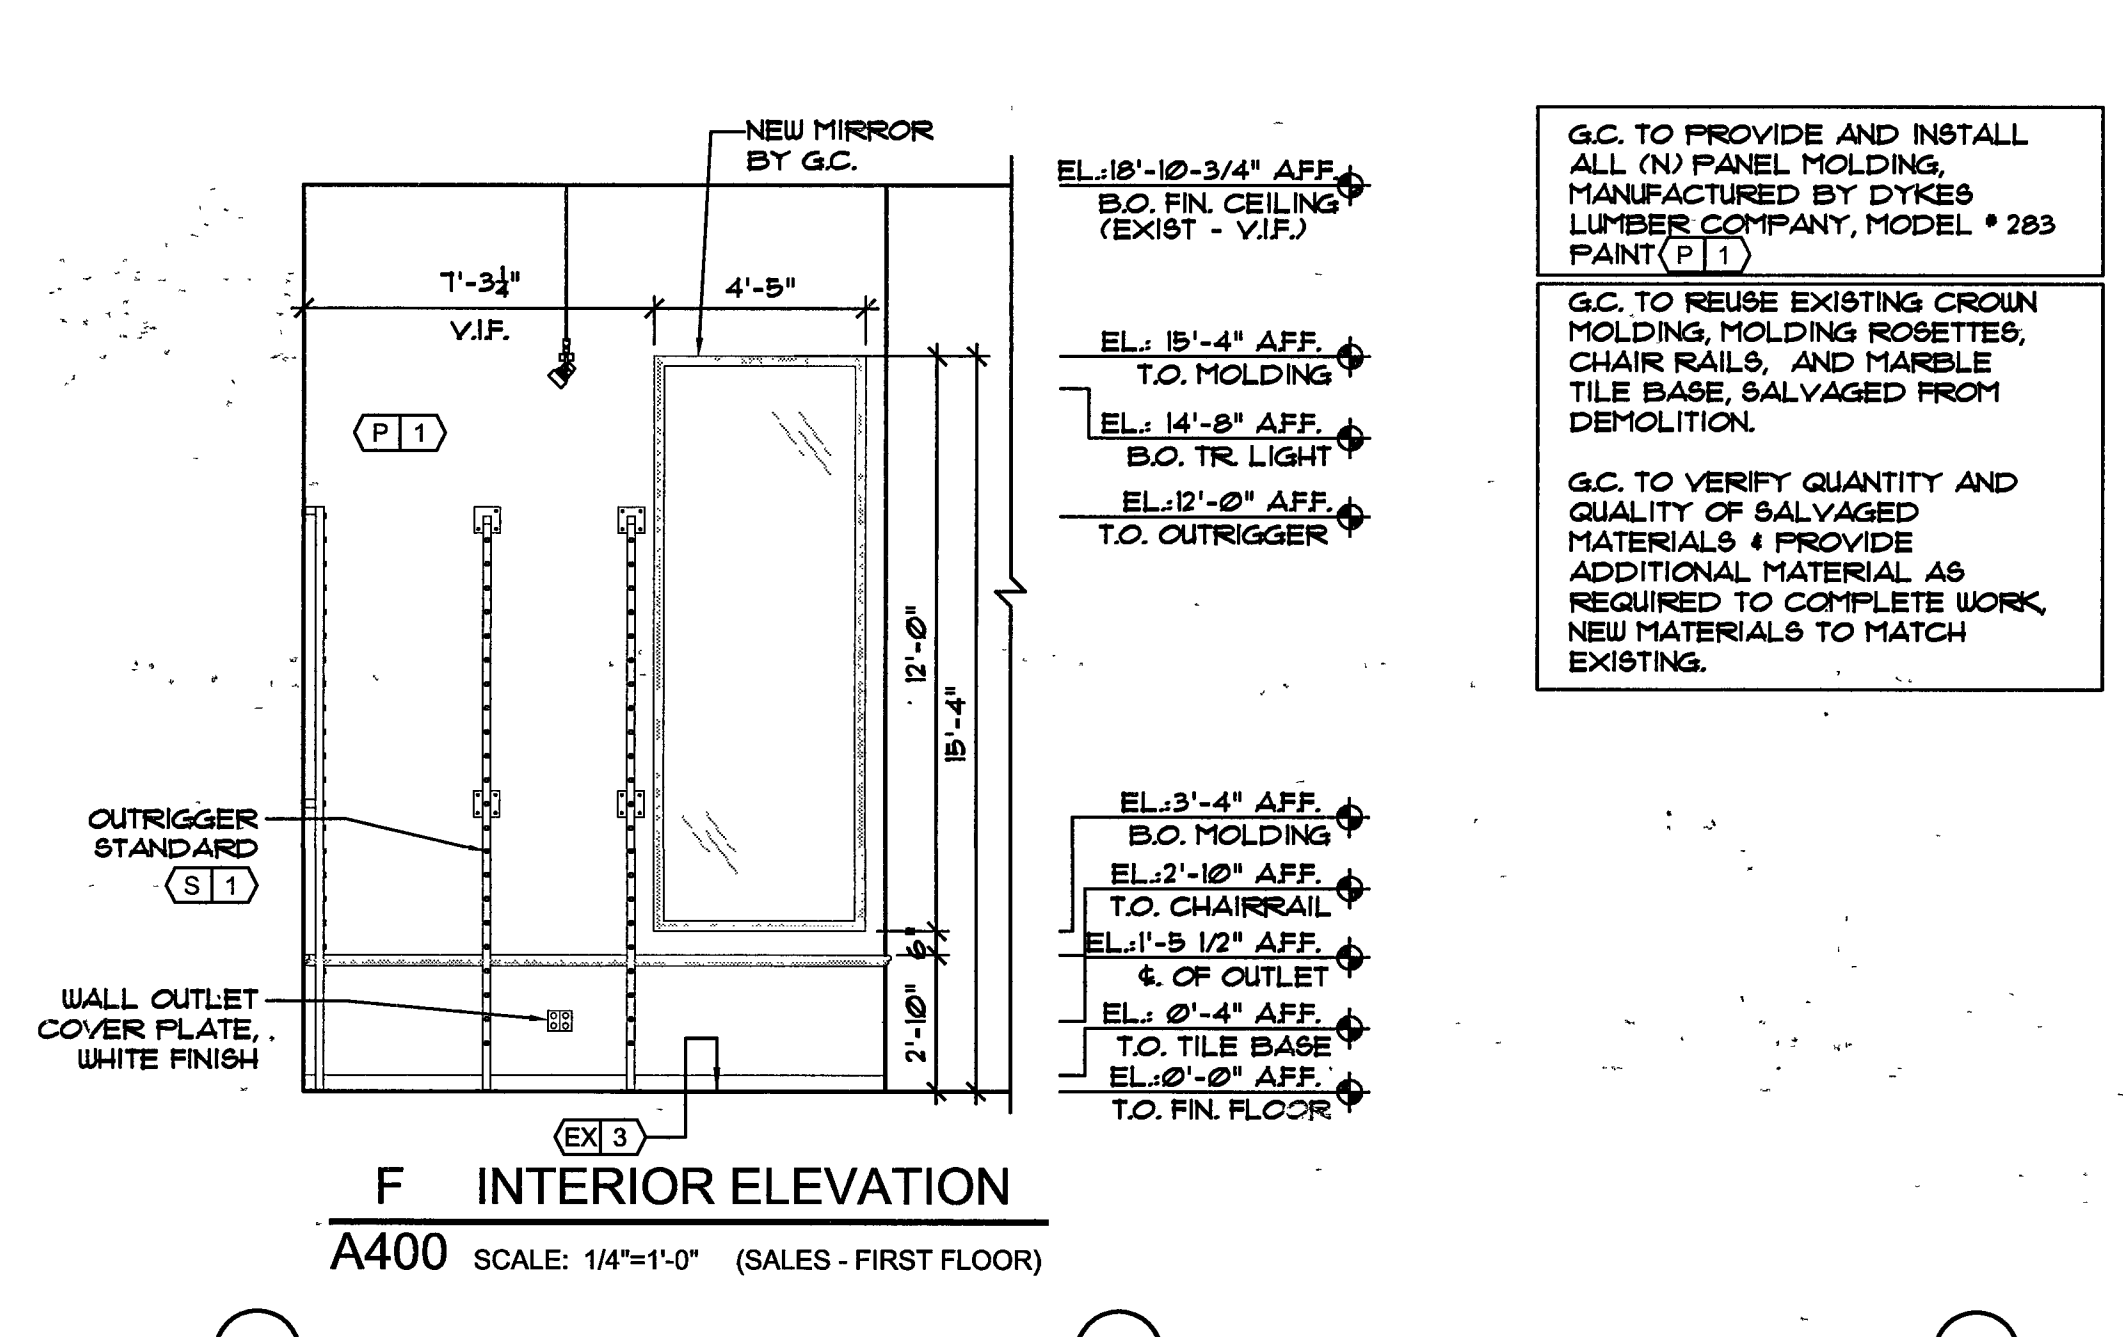 NEW MIRROR
BY G.C.
7'-3¼"
V.I.F.
4'-5"
P 1
12'-0"
15'-4"
6"
2'-10"
OUTRIGGER
STANDARD
S 1
WALL OUTLET
COVER PLATE,
WHITE FINISH
EX 3
EL.:18'-10-3/4" A.F.F.
B.O. FIN. CEILING
(EXIST - V.I.F.)
EL.: 15'-4" A.F.F.
T.O. MOLDING
EL.: 14'-8" A.F.F.
B.O. TR. LIGHT
EL.:12'-0" A.F.F.
T.O. OUTRIGGER
EL.:3'-4" A.F.F.
B.O. MOLDING
EL.:2'-10" A.F.F.
T.O. CHAIRRAIL
EL.:1'-5 1/2" A.F.F.
℄. OF OUTLET
EL.: 0'-4" A.F.F.
T.O. TILE BASE
EL.:0'-0" A.F.F.
T.O. FIN. FLOOR
G.C. TO PROVIDE AND INSTALL
ALL (N) PANEL MOLDING,
MANUFACTURED BY DYKES
LUMBER COMPANY, MODEL # 283
PAINT P 1
G.C. TO REUSE EXISTING CROWN
MOLDING, MOLDING ROSETTES,
CHAIR RAILS, AND MARBLE
TILE BASE, SALVAGED FROM
DEMOLITION.
G.C. TO VERIFY QUANTITY AND
QUALITY OF SALVAGED
MATERIALS & PROVIDE
ADDITIONAL MATERIAL AS
REQUIRED TO COMPLETE WORK,
NEW MATERIALS TO MATCH
EXISTING.
F INTERIOR ELEVATION
A400 SCALE: 1/4"=1'-0" (SALES - FIRST FLOOR)